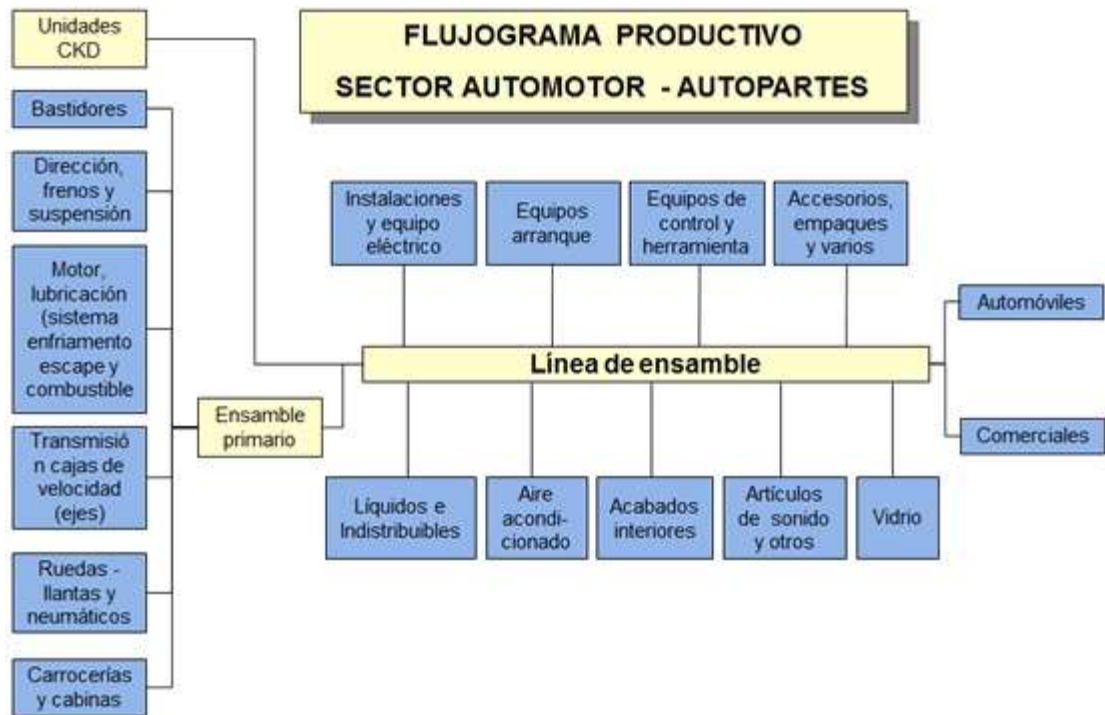 Unidades
CKD
FLUJOGRAMA PRODUCTIVO
SECTOR AUTOMOTOR - AUTOPARTES
Bastidores
Dirección,
frenos y
suspensión
Motor,
lubricación
(sistema
enfriamento
escape y
combustible
Transmisió
n cajas de
velocidad
(ejes)
Ruedas -
llantas y
neumáticos
Carrocerías
y cabinas
Ensamble
primario
Instalaciones
y equipo
eléctrico
Equipos
arranque
Equipos de
control y
herramienta
Accesorios,
empaques
y varios
Línea de ensamble
Líquidos e
Indistribuibles
Aire
acondi-
cionado
Acabados
interiores
Artículos
de sonido
y otros
Vidrio
Automóviles
Comerciales